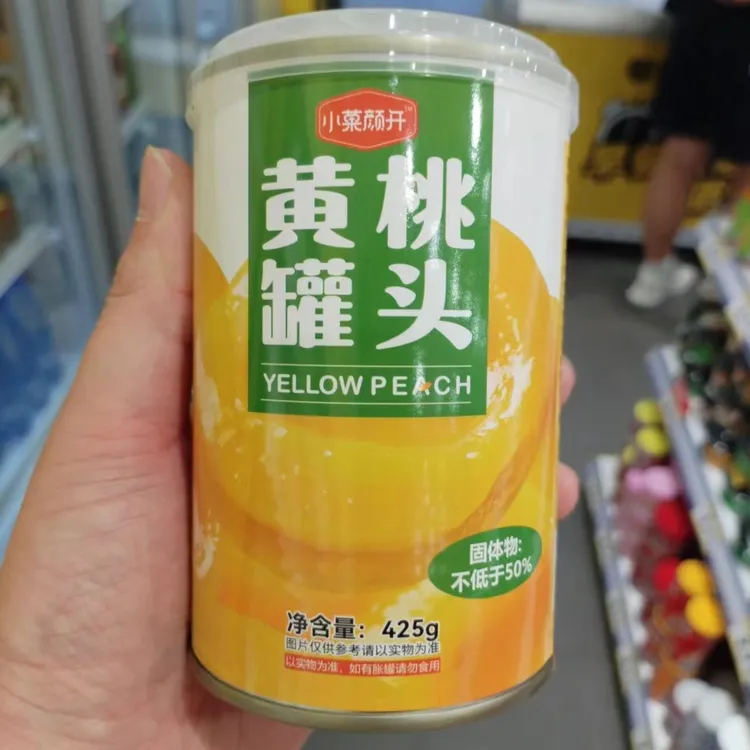 小菜颜开
黄桃
罐头
YELLOW PEACH
固体物:
不低于50%
净含量: 425g
图片仅供参考请以实物为准
以实物为准,如有胀罐请勿食用